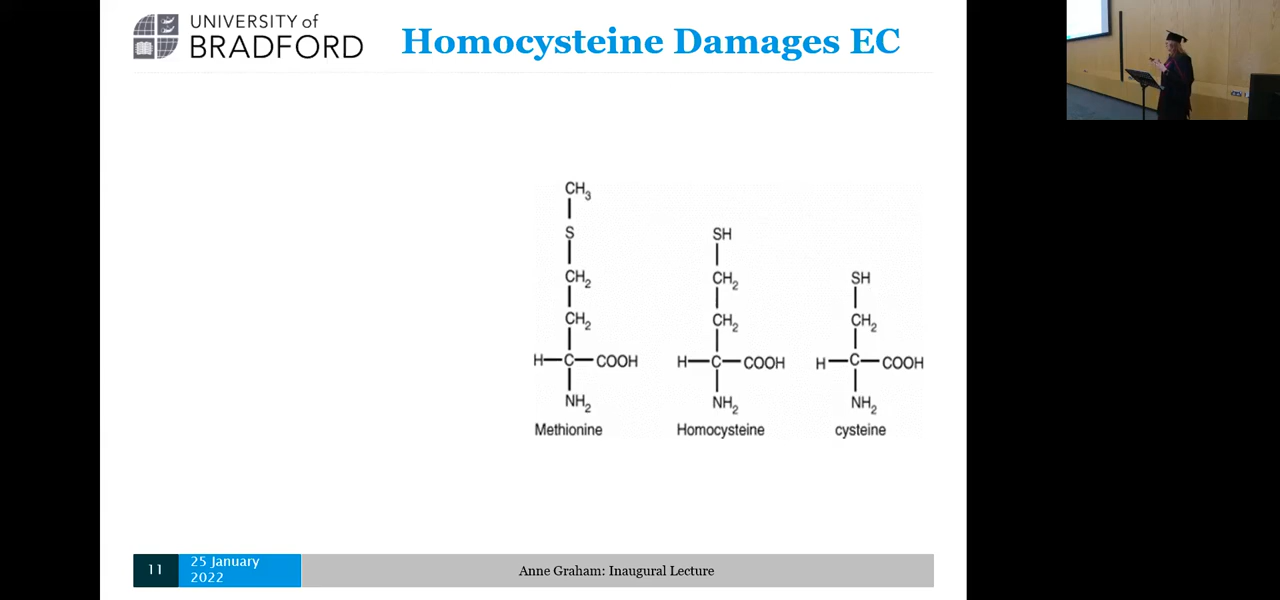 UNIVERSITY of
BRADFORD
Homocysteine Damages EC
CH3
S
CH2
CH2
H C COOH
NH2
Methionine
SH
CH2
CH2
H C COOH
NH2
Homocysteine
SH
CH2
H C COOH
NH2
cysteine
11
25 January
2022
Anne Graham: Inaugural Lecture